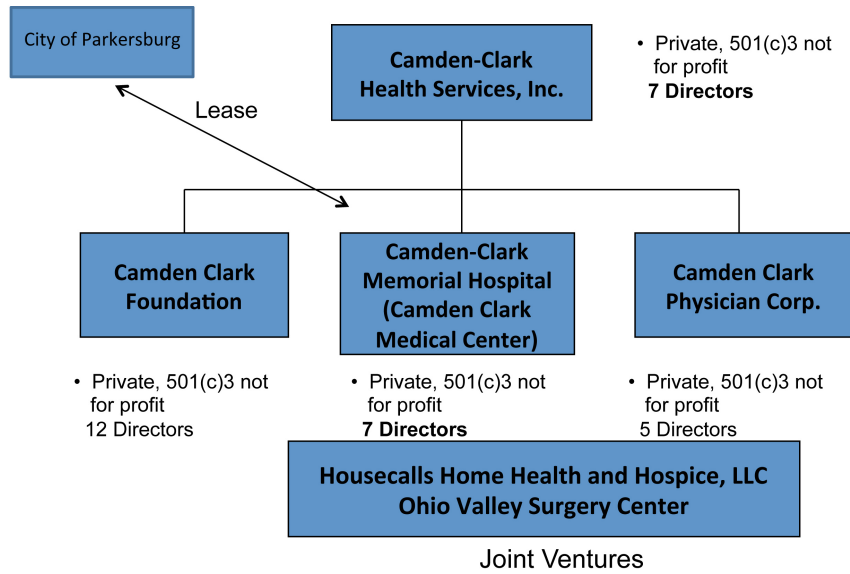 City of Parkersburg
Camden-Clark
Health Services, Inc.
• Private, 501(c)3 not
for profit
7 Directors
Lease
Camden Clark
Foundation
Camden-Clark
Memorial Hospital
(Camden Clark
Medical Center)
Camden Clark
Physician Corp.
• Private, 501(c)3 not
for profit
12 Directors
• Private, 501(c)3 not
for profit
7 Directors
• Private, 501(c)3 not
for profit
5 Directors
Housecalls Home Health and Hospice, LLC
Ohio Valley Surgery Center
Joint Ventures